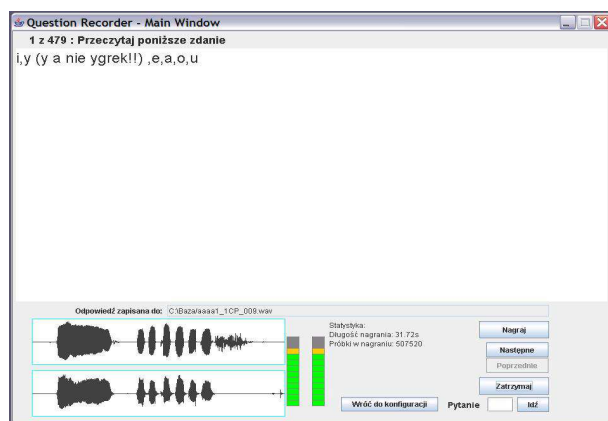 Question Recorder - Main Window
1 z 479 : Przeczytaj poniższe zdanie
i,y (y a nie ygrek!!) ,e,a,o,u
Odpowiedź zapisana do: C:\Baza/aaaa1_1CP_009.wav
Statystyka:
Długość nagrania: 31.72s
Próbki w nagraniu: 507520
Nagraj
Następne
Poprzednie
Zatrzymaj
Wróć do konfiguracji Pytanie Idź